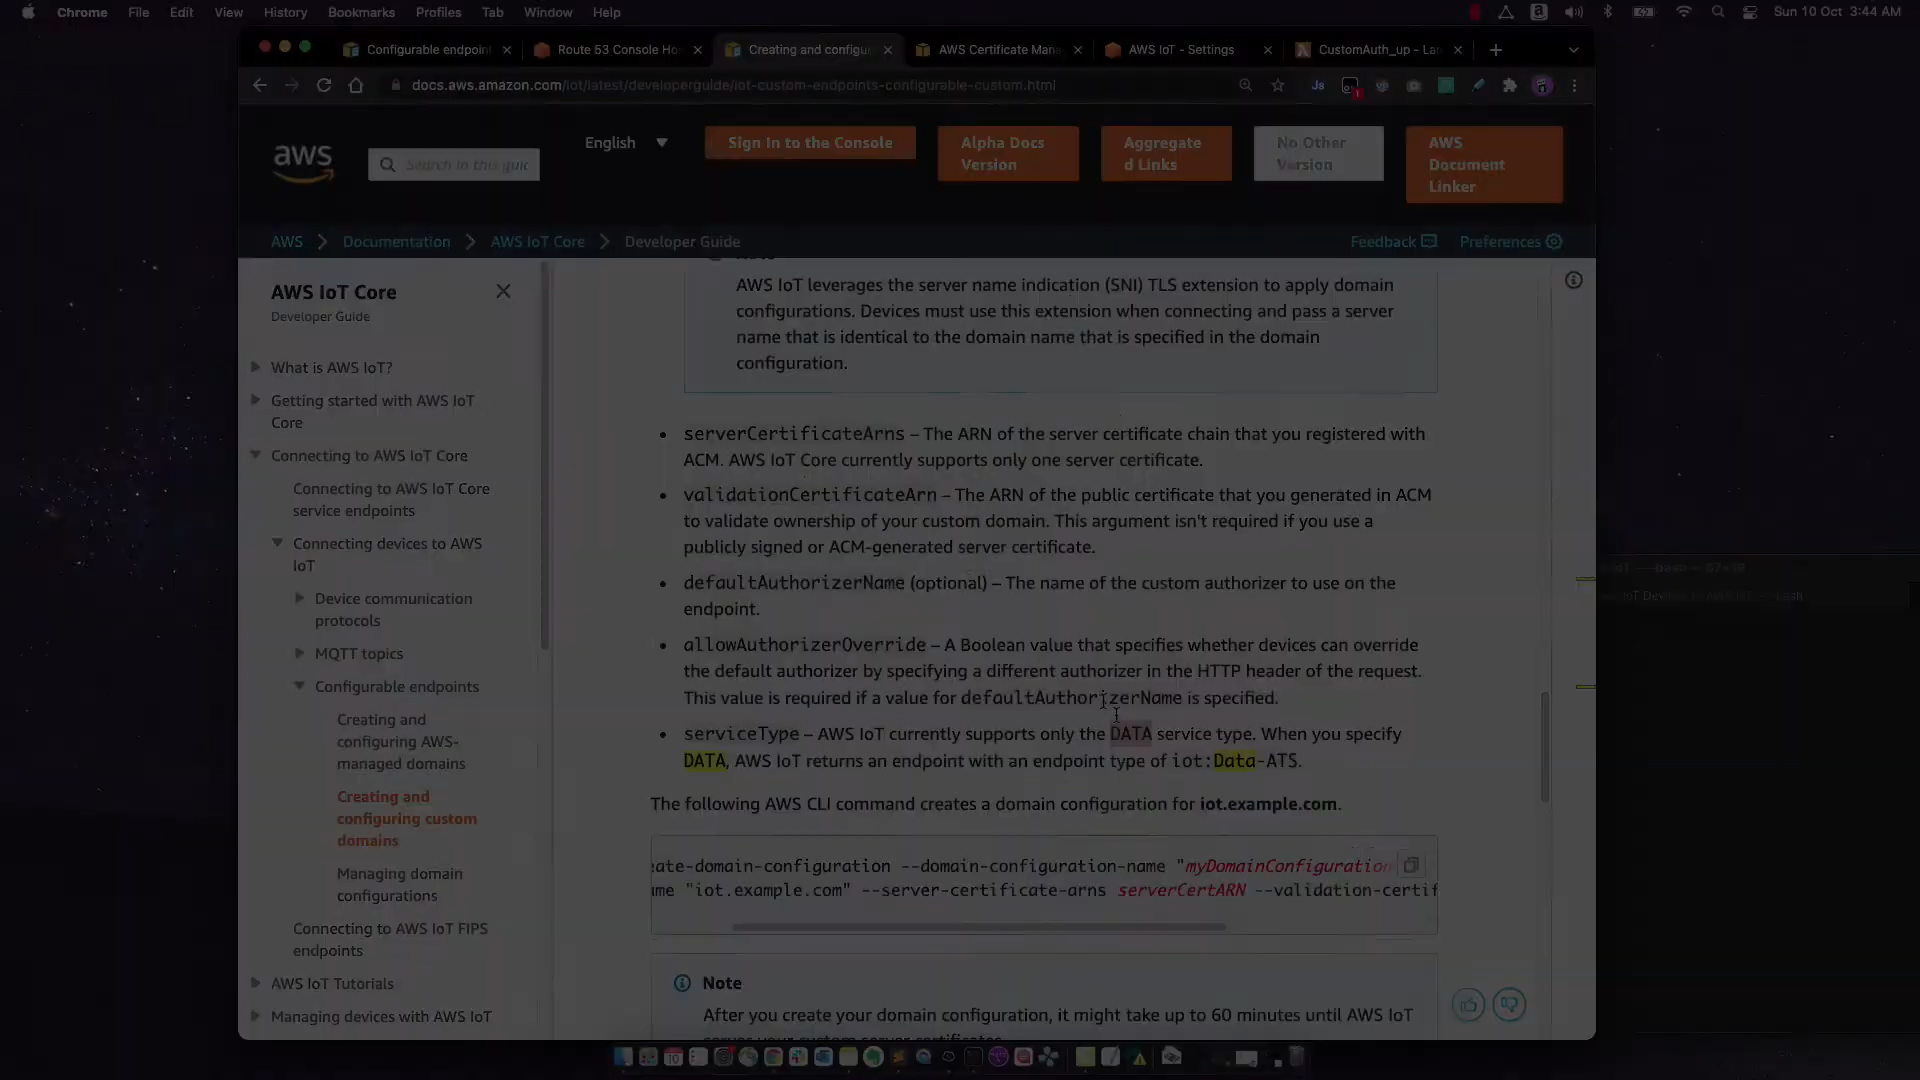 Chrome File Edit View History Bookmarks Profiles Tab Window Help Sun 10 Oct 3:44 AM
Configurable endpoin Route 53 Console Ho Creating and configu AWS Certificate Mana AWS IoT - Settings CustomAuth_up - La
docs.aws.amazon.com/iot/latest/developerguide/iot-custom-endpoints-configurable-custom.html
aws
Search in this guid
English
Sign In to the Console
Alpha Docs
Version
Aggregate
d Links
No Other
Version
AWS
Document
Linker
AWS Documentation AWS IoT Core Developer Guide Feedback Preferences
AWS IoT Core
Developer Guide
What is AWS IoT?
Getting started with AWS IoT
Core
Connecting to AWS IoT Core
Connecting to AWS IoT Core
service endpoints
Connecting devices to AWS
IoT
Device communication
protocols
MQTT topics
Configurable endpoints
Creating and
configuring AWS-
managed domains
Creating and
configuring custom
domains
Managing domain
configurations
Connecting to AWS IoT FIPS
endpoints
AWS IoT Tutorials
Managing devices with AWS IoT
AWS IoT leverages the server name indication (SNI) TLS extension to apply domain
configurations. Devices must use this extension when connecting and pass a server
name that is identical to the domain name that is specified in the domain
configuration.
serverCertificateArns – The ARN of the server certificate chain that you registered with
ACM. AWS IoT Core currently supports only one server certificate.
validationCertificateArn – The ARN of the public certificate that you generated in ACM
to validate ownership of your custom domain. This argument isn't required if you use a
publicly signed or ACM-generated server certificate.
defaultAuthorizerName (optional) – The name of the custom authorizer to use on the
endpoint.
allowAuthorizerOverride – A Boolean value that specifies whether devices can override
the default authorizer by specifying a different authorizer in the HTTP header of the request.
This value is required if a value for defaultAuthorizerName is specified.
serviceType – AWS IoT currently supports only the DATA service type. When you specify
DATA, AWS IoT returns an endpoint with an endpoint type of iot:Data-ATS.
The following AWS CLI command creates a domain configuration for iot.example.com.
eate-domain-configuration --domain-configuration-name "myDomainConfiguration
me "iot.example.com" --server-certificate-arns serverCertARN --validation-certif
Note
After you create your domain configuration, it might take up to 60 minutes until AWS IoT